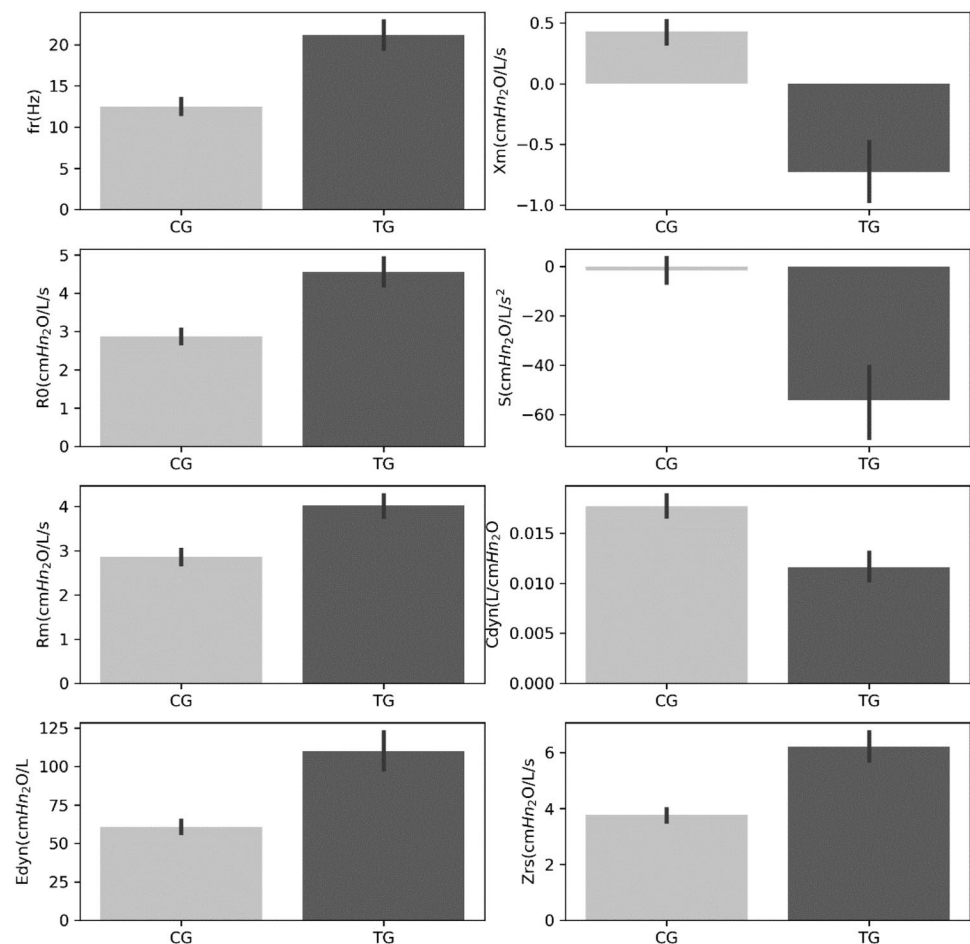 fr(Hz)
20
15
10
5
0
CG
TG
Xm(cmHn₂O/L/s
0.5
0.0
−0.5
−1.0
CG
TG
R0(cmHn₂O/L/s
5
4
3
2
1
0
CG
TG
S(cmHn₂O/L/s²
0
−20
−40
−60
CG
TG
Rm(cmHn₂O/L/s
4
3
2
1
0
CG
TG
Cdyn(L/cmHn₂O
0.015
0.010
0.005
0.000
CG
TG
Edyn(cmHn₂O/L
125
100
75
50
25
0
CG
TG
Zrs(cmHn₂O/L/s
6
4
2
0
CG
TG